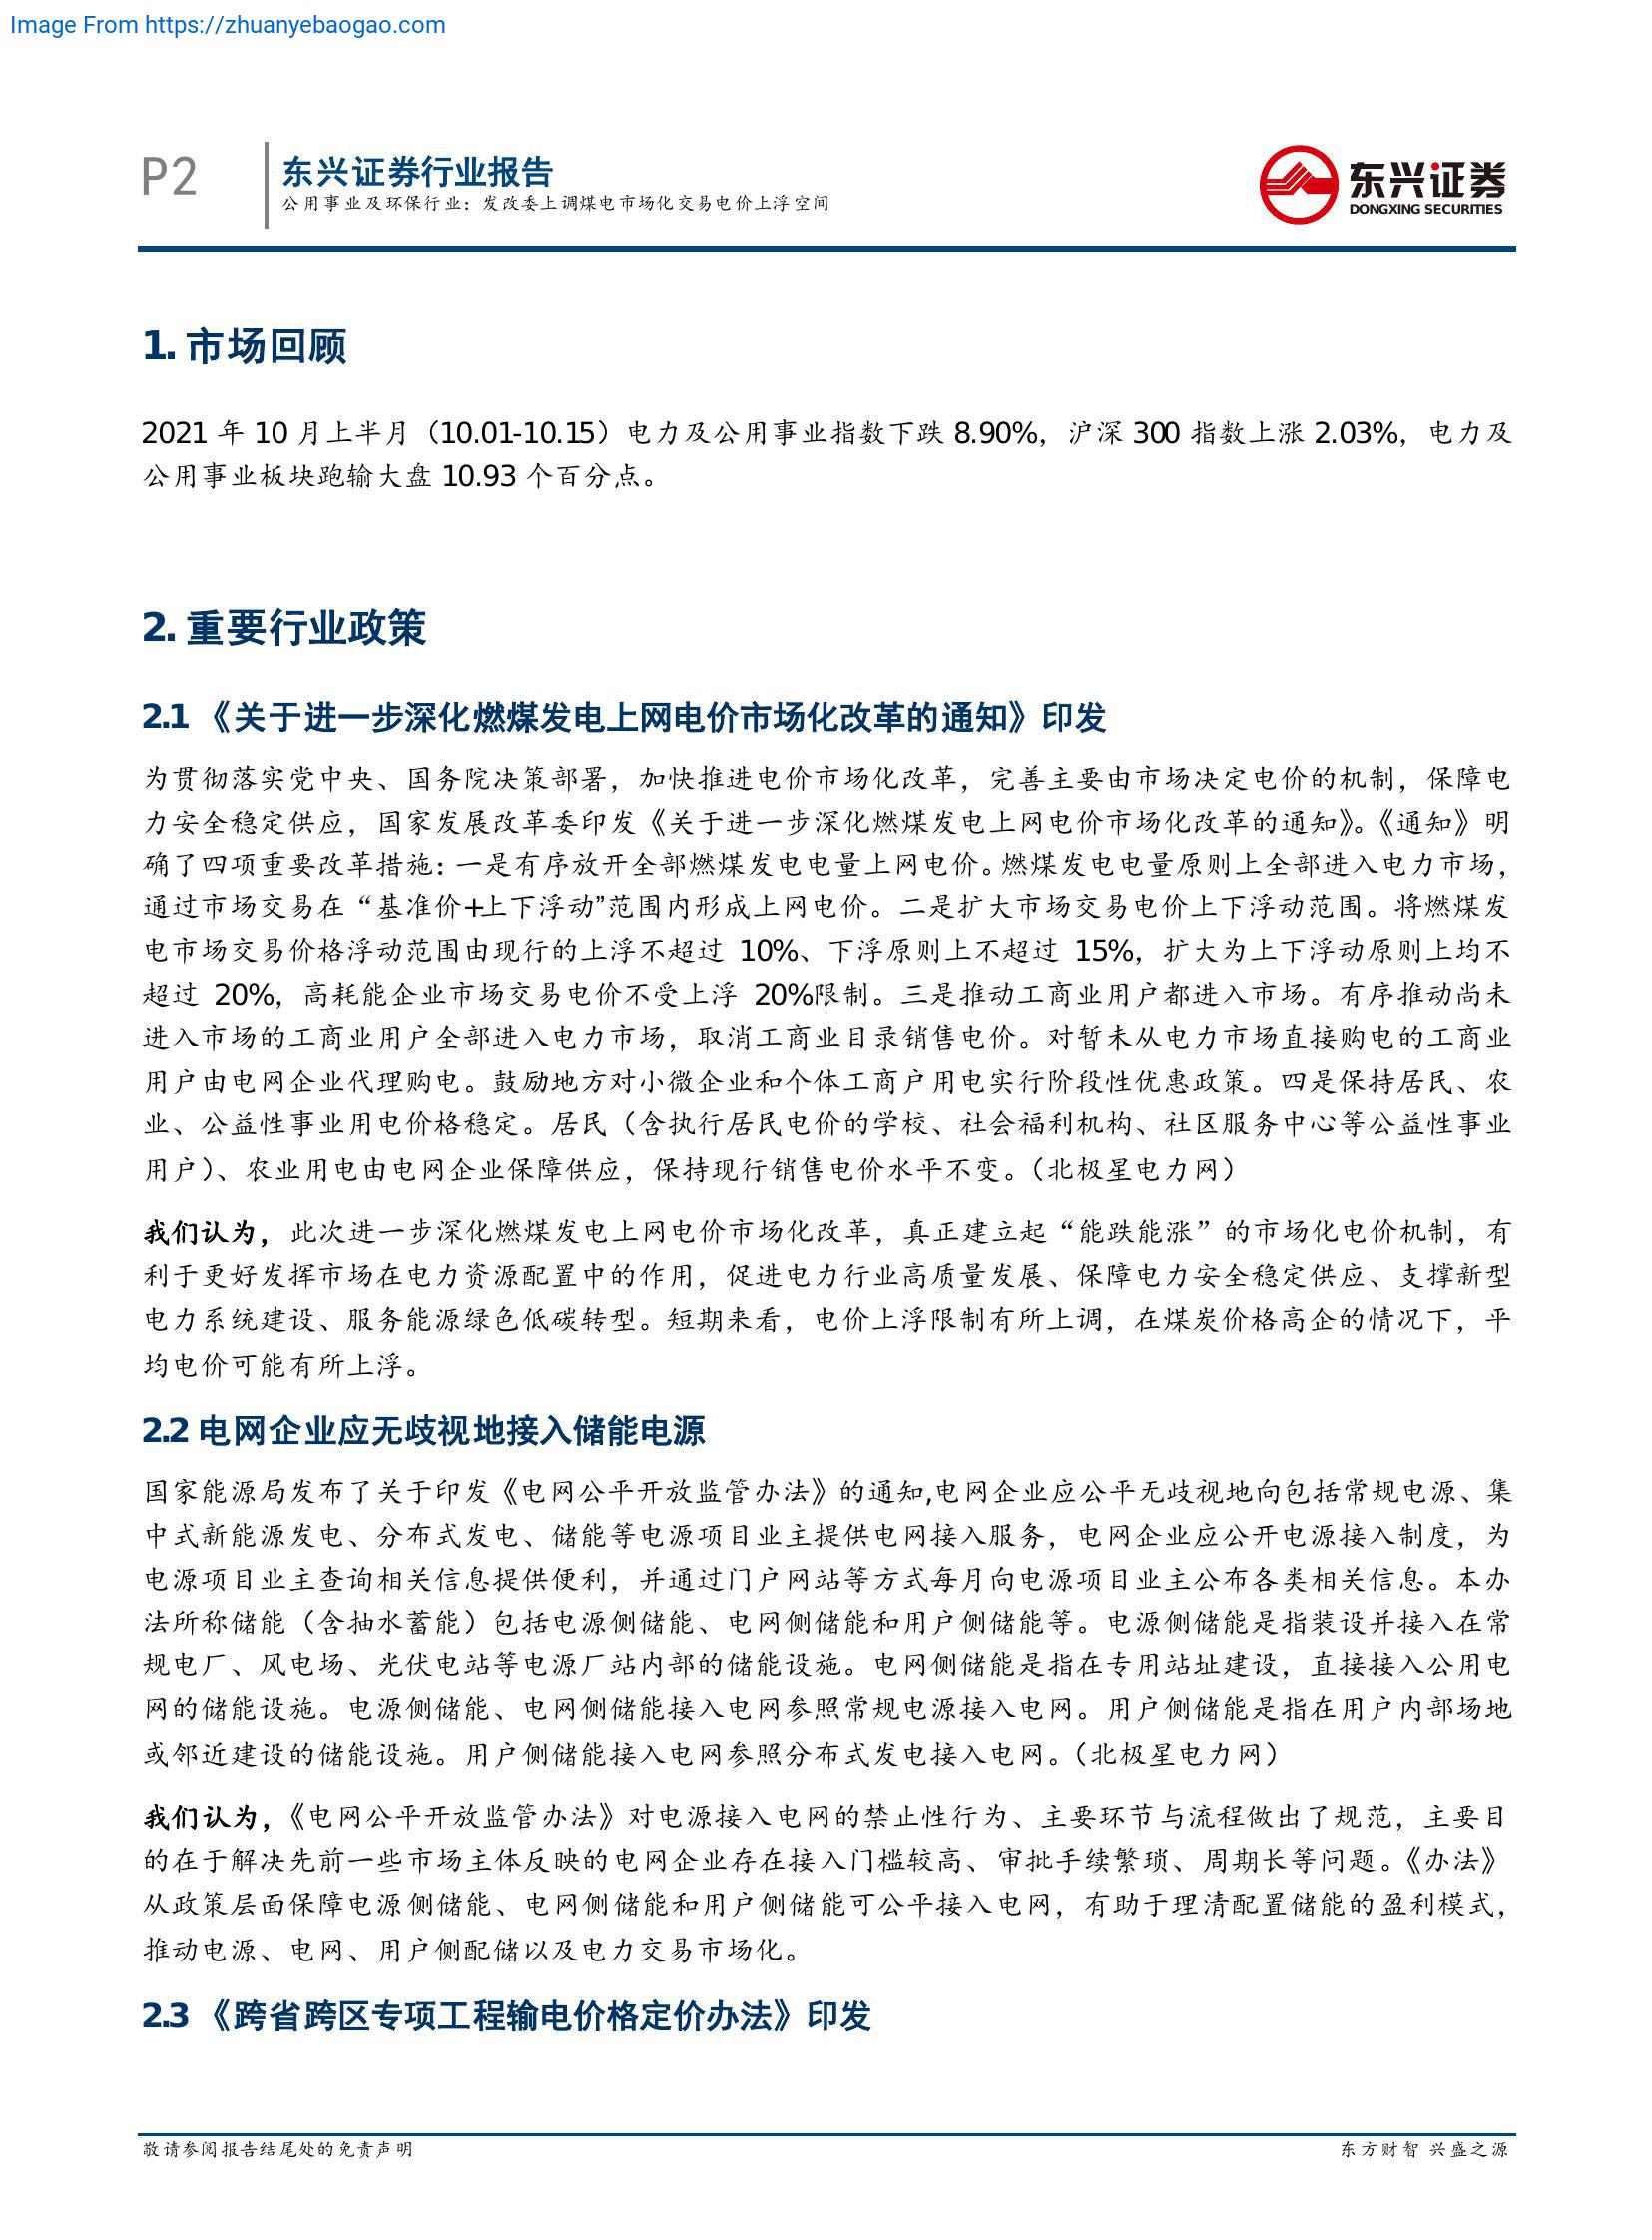 Image From https://zhuanyebaogao.com
P2
东兴证券行业报告
公用事业及环保行业：发改委上调煤电市场化交易电价上浮空间
东兴证券
DONGXING SECURITIES
1. 市场回顾
2021 年 10 月上半月（10.01-10.15）电力及公用事业指数下跌 8.90%，沪深 300 指数上涨 2.03%，电力及
公用事业板块跑输大盘 10.93 个百分点。
2. 重要行业政策
2.1 《关于进一步深化燃煤发电上网电价市场化改革的通知》印发
为贯彻落实党中央、国务院决策部署，加快推进电价市场化改革，完善主要由市场决定电价的机制，保障电
力安全稳定供应，国家发展改革委印发《关于进一步深化燃煤发电上网电价市场化改革的通知》。《通知》明
确了四项重要改革措施：一是有序放开全部燃煤发电电量上网电价。燃煤发电电量原则上全部进入电力市场，
通过市场交易在“基准价+上下浮动”范围内形成上网电价。二是扩大市场交易电价上下浮动范围。将燃煤发
电市场交易价格浮动范围由现行的上浮不超过 10%、下浮原则上不超过 15%，扩大为上下浮动原则上均不
超过 20%，高耗能企业市场交易电价不受上浮 20%限制。三是推动工商业用户都进入市场。有序推动尚未
进入市场的工商业用户全部进入电力市场，取消工商业目录销售电价。对暂未从电力市场直接购电的工商业
用户由电网企业代理购电。鼓励地方对小微企业和个体工商户用电实行阶段性优惠政策。四是保持居民、农
业、公益性事业用电价格稳定。居民（含执行居民电价的学校、社会福利机构、社区服务中心等公益性事业
用户）、农业用电由电网企业保障供应，保持现行销售电价水平不变。（北极星电力网）
我们认为，此次进一步深化燃煤发电上网电价市场化改革，真正建立起“能跌能涨”的市场化电价机制，有
利于更好发挥市场在电力资源配置中的作用，促进电力行业高质量发展、保障电力安全稳定供应、支撑新型
电力系统建设、服务能源绿色低碳转型。短期来看，电价上浮限制有所上调，在煤炭价格高企的情况下，平
均电价可能有所上浮。
2.2 电网企业应无歧视地接入储能电源
国家能源局发布了关于印发《电网公平开放监管办法》的通知,电网企业应公平无歧视地向包括常规电源、集
中式新能源发电、分布式发电、储能等电源项目业主提供电网接入服务，电网企业应公开电源接入制度，为
电源项目业主查询相关信息提供便利，并通过门户网站等方式每月向电源项目业主公布各类相关信息。本办
法所称储能（含抽水蓄能）包括电源侧储能、电网侧储能和用户侧储能等。电源侧储能是指装设并接入在常
规电厂、风电场、光伏电站等电源厂站内部的储能设施。电网侧储能是指在专用站址建设，直接接入公用电
网的储能设施。电源侧储能、电网侧储能接入电网参照常规电源接入电网。用户侧储能是指在用户内部场地
或邻近建设的储能设施。用户侧储能接入电网参照分布式发电接入电网。（北极星电力网）
我们认为，《电网公平开放监管办法》对电源接入电网的禁止性行为、主要环节与流程做出了规范，主要目
的在于解决先前一些市场主体反映的电网企业存在接入门槛较高、审批手续繁琐、周期长等问题。《办法》
从政策层面保障电源侧储能、电网侧储能和用户侧储能可公平接入电网，有助于理清配置储能的盈利模式，
推动电源、电网、用户侧配储以及电力交易市场化。
2.3 《跨省跨区专项工程输电价格定价办法》印发
敬请参阅报告结尾处的免责声明
东方财智 兴盛之源